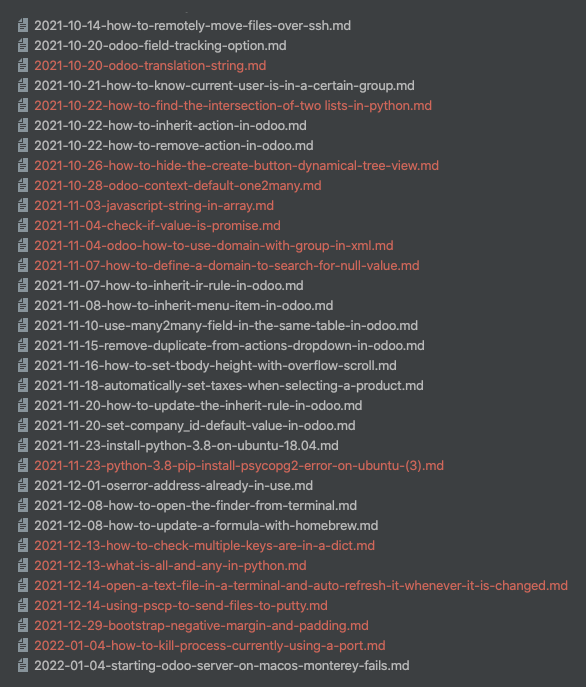 2021-10-14-how-to-remotely-move-files-over-ssh.md
2021-10-20-odoo-field-tracking-option.md
2021-10-20-odoo-translation-string.md
2021-10-21-how-to-know-current-user-is-in-a-certain-group.md
2021-10-22-how-to-find-the-intersection-of-two lists-in-python.md
2021-10-22-how-to-inherit-action-in-odoo.md
2021-10-22-how-to-remove-action-in-odoo.md
2021-10-26-how-to-hide-the-create-button-dynamical-tree-view.md
2021-10-28-odoo-context-default-one2many.md
2021-11-03-javascript-string-in-array.md
2021-11-04-check-if-value-is-promise.md
2021-11-04-odoo-how-to-use-domain-with-group-in-xml.md
2021-11-07-how-to-define-a-domain-to-search-for-null-value.md
2021-11-07-how-to-inherit-ir-rule-in-odoo.md
2021-11-08-how-to-inherit-menu-item-in-odoo.md
2021-11-10-use-many2many-field-in-the-same-table-in-odoo.md
2021-11-15-remove-duplicate-from-actions-dropdown-in-odoo.md
2021-11-16-how-to-set-tbody-height-with-overflow-scroll.md
2021-11-18-automatically-set-taxes-when-selecting-a-product.md
2021-11-20-how-to-update-the-inherit-rule-in-odoo.md
2021-11-20-set-company_id-default-value-in-odoo.md
2021-11-23-install-python-3.8-on-ubuntu-18.04.md
2021-11-23-python-3.8-pip-install-psycopg2-error-on-ubuntu-(3).md
2021-12-01-oserror-address-already-in-use.md
2021-12-08-how-to-open-the-finder-from-terminal.md
2021-12-08-how-to-update-a-formula-with-homebrew.md
2021-12-13-how-to-check-multiple-keys-are-in-a-dict.md
2021-12-13-what-is-all-and-any-in-python.md
2021-12-14-open-a-text-file-in-a-terminal-and-auto-refresh-it-whenever-it-is-changed.md
2021-12-14-using-pscp-to-send-files-to-putty.md
2021-12-29-bootstrap-negative-margin-and-padding.md
2022-01-04-how-to-kill-process-currently-using-a-port.md
2022-01-04-starting-odoo-server-on-macos-monterey-fails.md